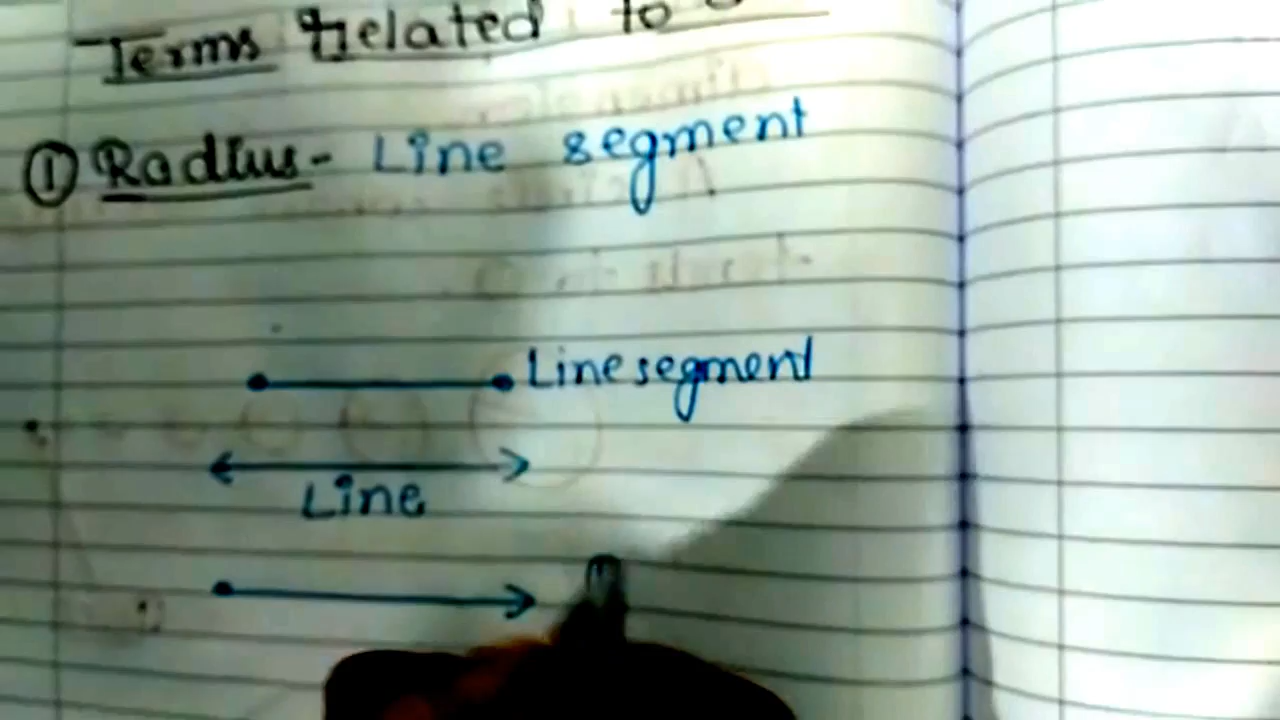 Terms Related to
① Radius - Line segment
Line segment
Line